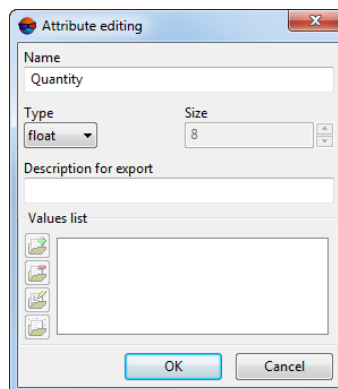 Attribute editing
Name
Quantity
Type Size
float 8
Description for export
Values list
OK Cancel